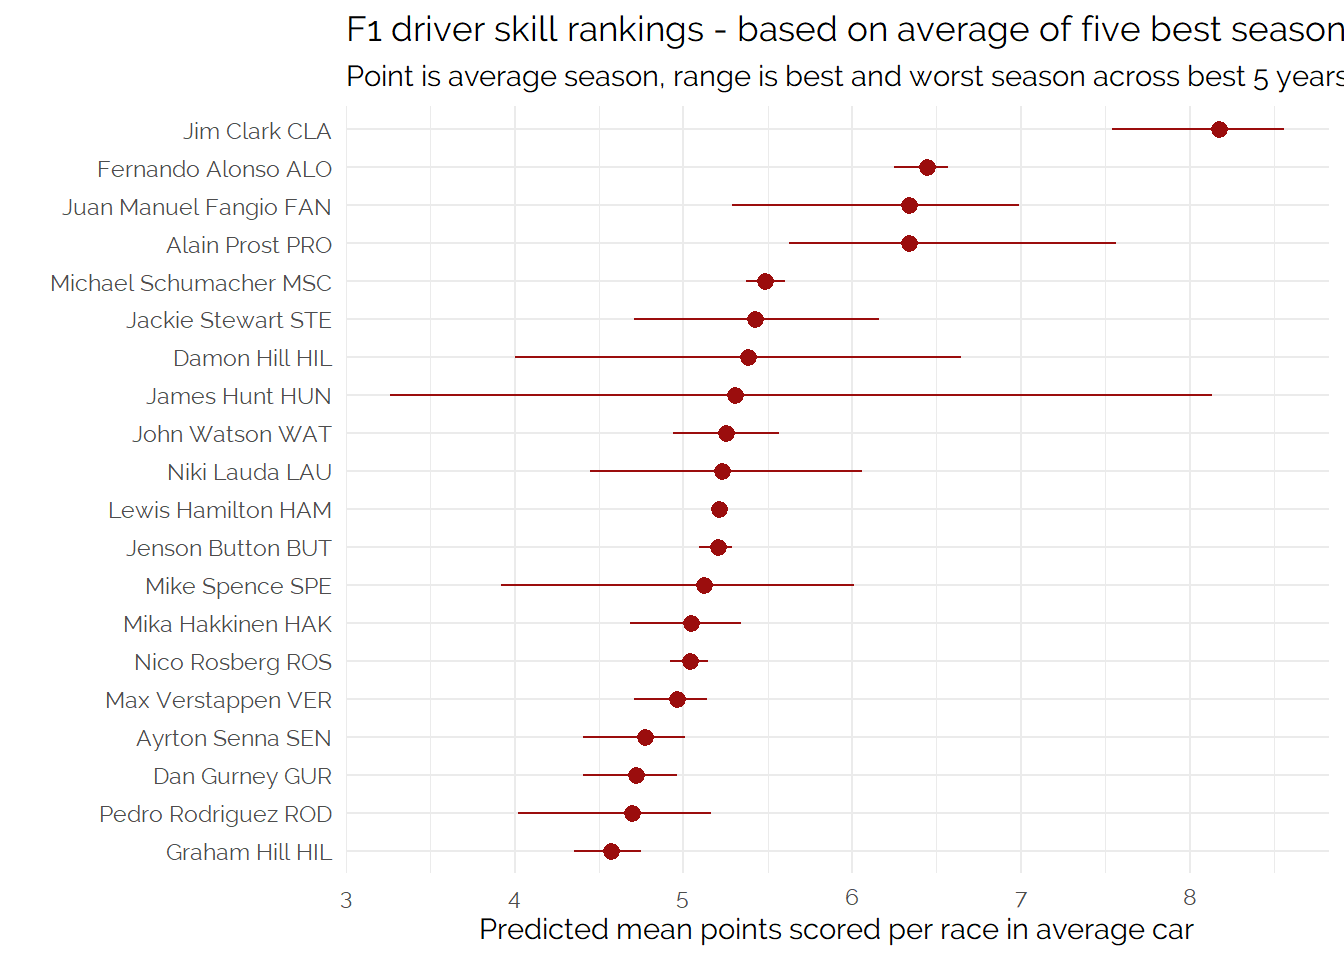 F1 driver skill rankings - based on average of five best season
Point is average season, range is best and worst season across best 5 years
Jim Clark CLA
Fernando Alonso ALO
Juan Manuel Fangio FAN
Alain Prost PRO
Michael Schumacher MSC
Jackie Stewart STE
Damon Hill HIL
James Hunt HUN
John Watson WAT
Niki Lauda LAU
Lewis Hamilton HAM
Jenson Button BUT
Mike Spence SPE
Mika Hakkinen HAK
Nico Rosberg ROS
Max Verstappen VER
Ayrton Senna SEN
Dan Gurney GUR
Pedro Rodriguez ROD
Graham Hill HIL
3 4 5 6 7 8
Predicted mean points scored per race in average car